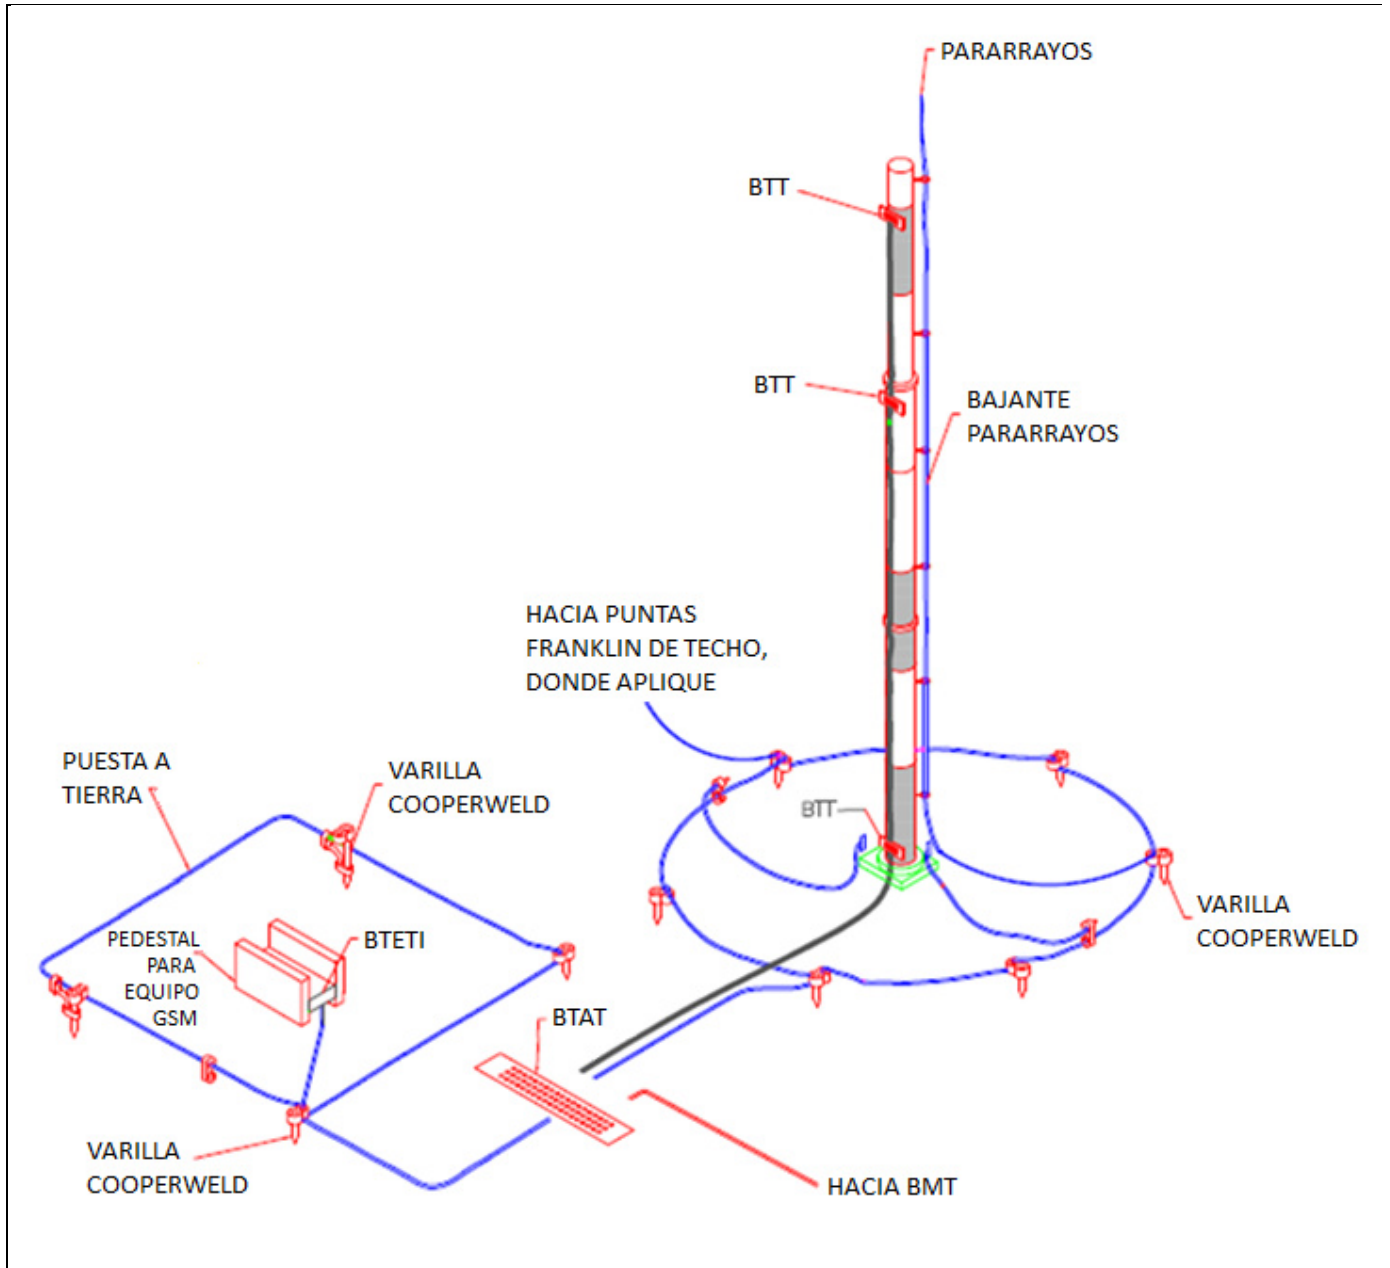 PARARRAYOS
BTT
BTT
BAJANTE
PARARRAYOS
HACIA PUNTAS
FRANKLIN DE TECHO,
DONDE APLIQUE
PUESTA A
TIERRA
VARILLA
COOPERWELD
BTT
VARILLA
COOPERWELD
PEDESTAL
PARA
EQUIPO
GSM
BTETI
BTAT
VARILLA
COOPERWELD
HACIA BMT